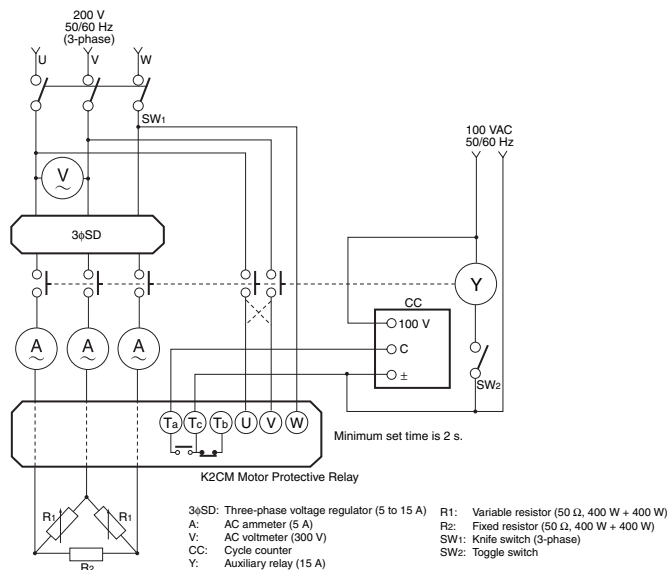 200 V
50/60 Hz
(3-phase)
U V W
SW1
100 VAC
50/60 Hz
V
3ϕSD
Y
CC
100 V
A A A
C
±
SW2
Ta Tc Tb U V W
Minimum set time is 2 s.
K2CM Motor Protective Relay
R1 R1
R2
3ϕSD: Three-phase voltage regulator (5 to 15 A)
A: AC ammeter (5 A)
V: AC voltmeter (300 V)
CC: Cycle counter
Y: Auxiliary relay (15 A)
R1: Variable resistor (50 Ω, 400 W + 400 W)
R2: Fixed resistor (50 Ω, 400 W + 400 W)
SW1: Knife switch (3-phase)
SW2: Toggle switch